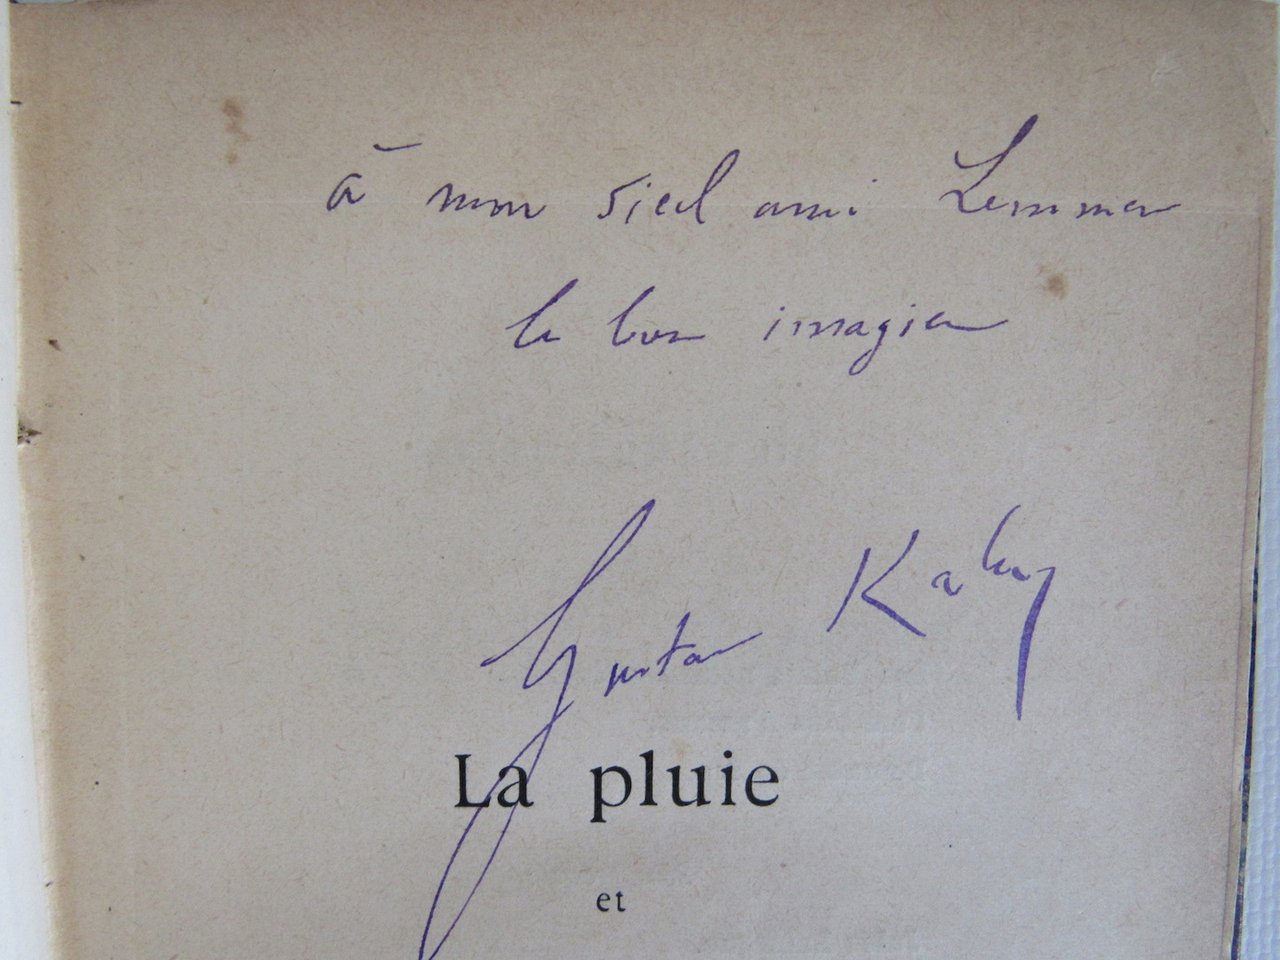 à mon vieil ami Lemmen
le bon imagier
Gustave Kahn
La pluie
et